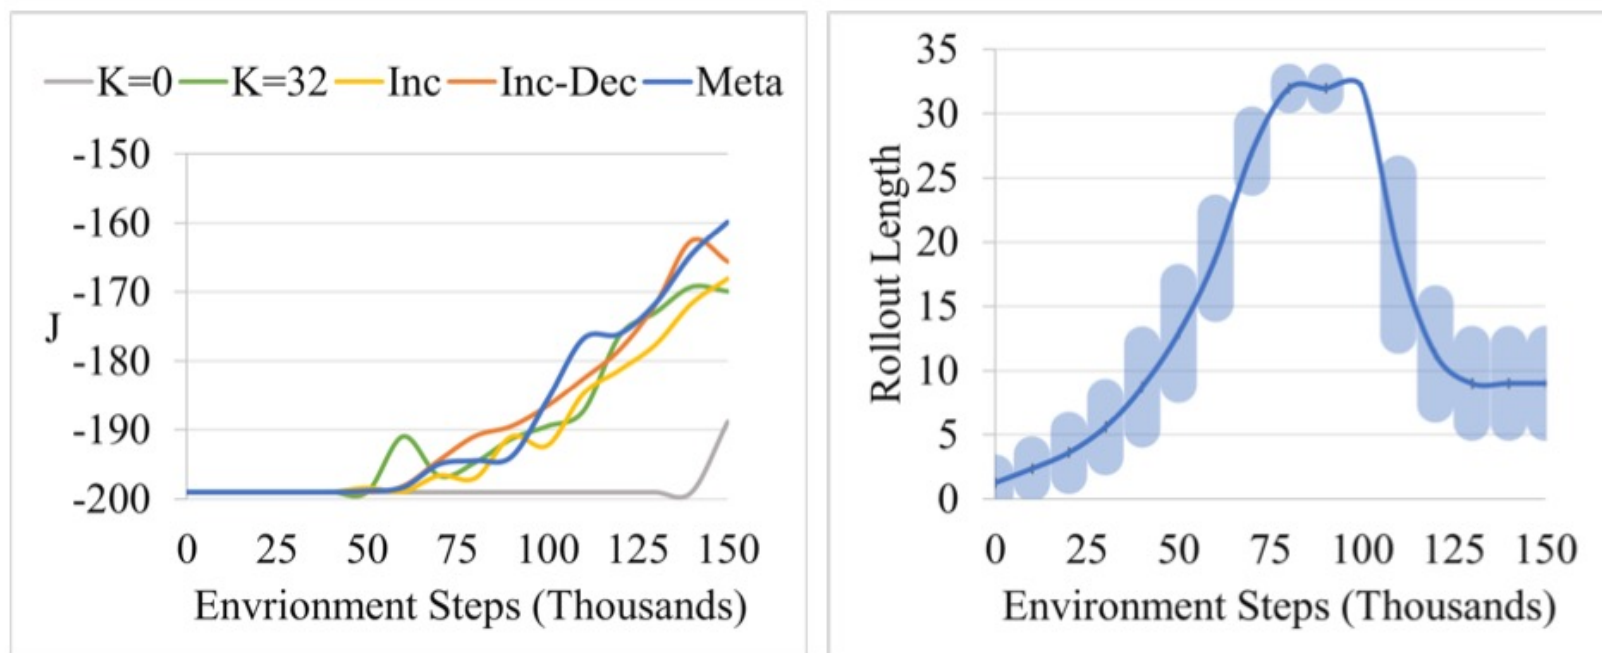 K=0 K=32 Inc Inc-Dec Meta
-150
-160
-170
J
-180
-190
-200
0 25 50 75 100 125 150
Envrionment Steps (Thousands)
35
30
25
20
15
10
5
0
Rollout Length
0 25 50 75 100 125 150
Environment Steps (Thousands)